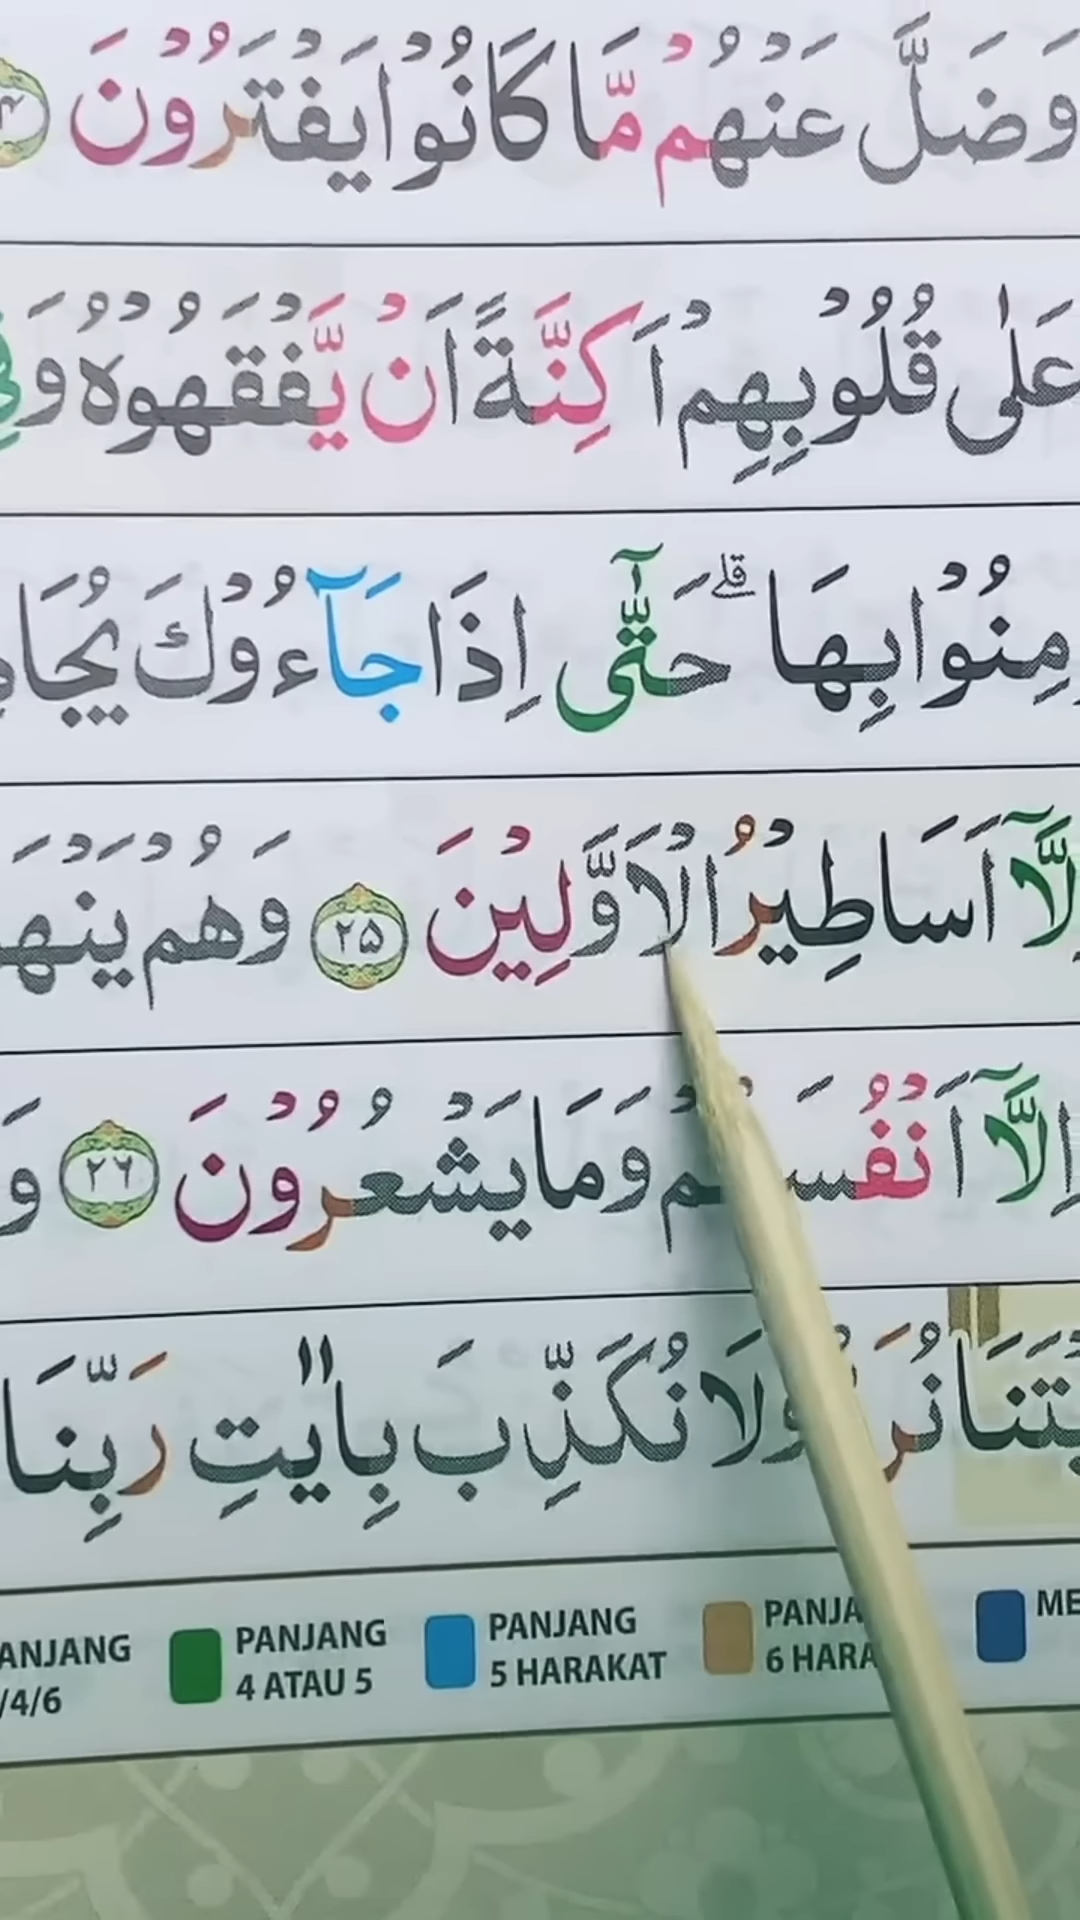 وَضَلَّ عَنْهُمْ مَّا كَانُوْا يَفْتَرُوْنَ
عَلٰى قُلُوْبِهِمْ اَكِنَّةً اَنْ يَّفْقَهُوْهُ وَفِيْ
مِنُوْا بِهَا ۗ حَتّٰٓى اِذَا جَآءُوْكَ يُجَا
اِلَّآ اَسَاطِيْرُ الْاَوَّلِيْنَ ٢٥ وَهُمْ يَنْهَ
اِلَّآ اَنْفُسَهُمْ وَمَا يَشْعُرُوْنَ ٢٦ وَ
يْتَنَا نُرَدُّ وَلَا نُكَذِّبَ بِاٰيٰتِ رَبِّنَا
ANJANG /4/6
PANJANG 4 ATAU 5
PANJANG 5 HARAKAT
PANJA 6 HARA
ME